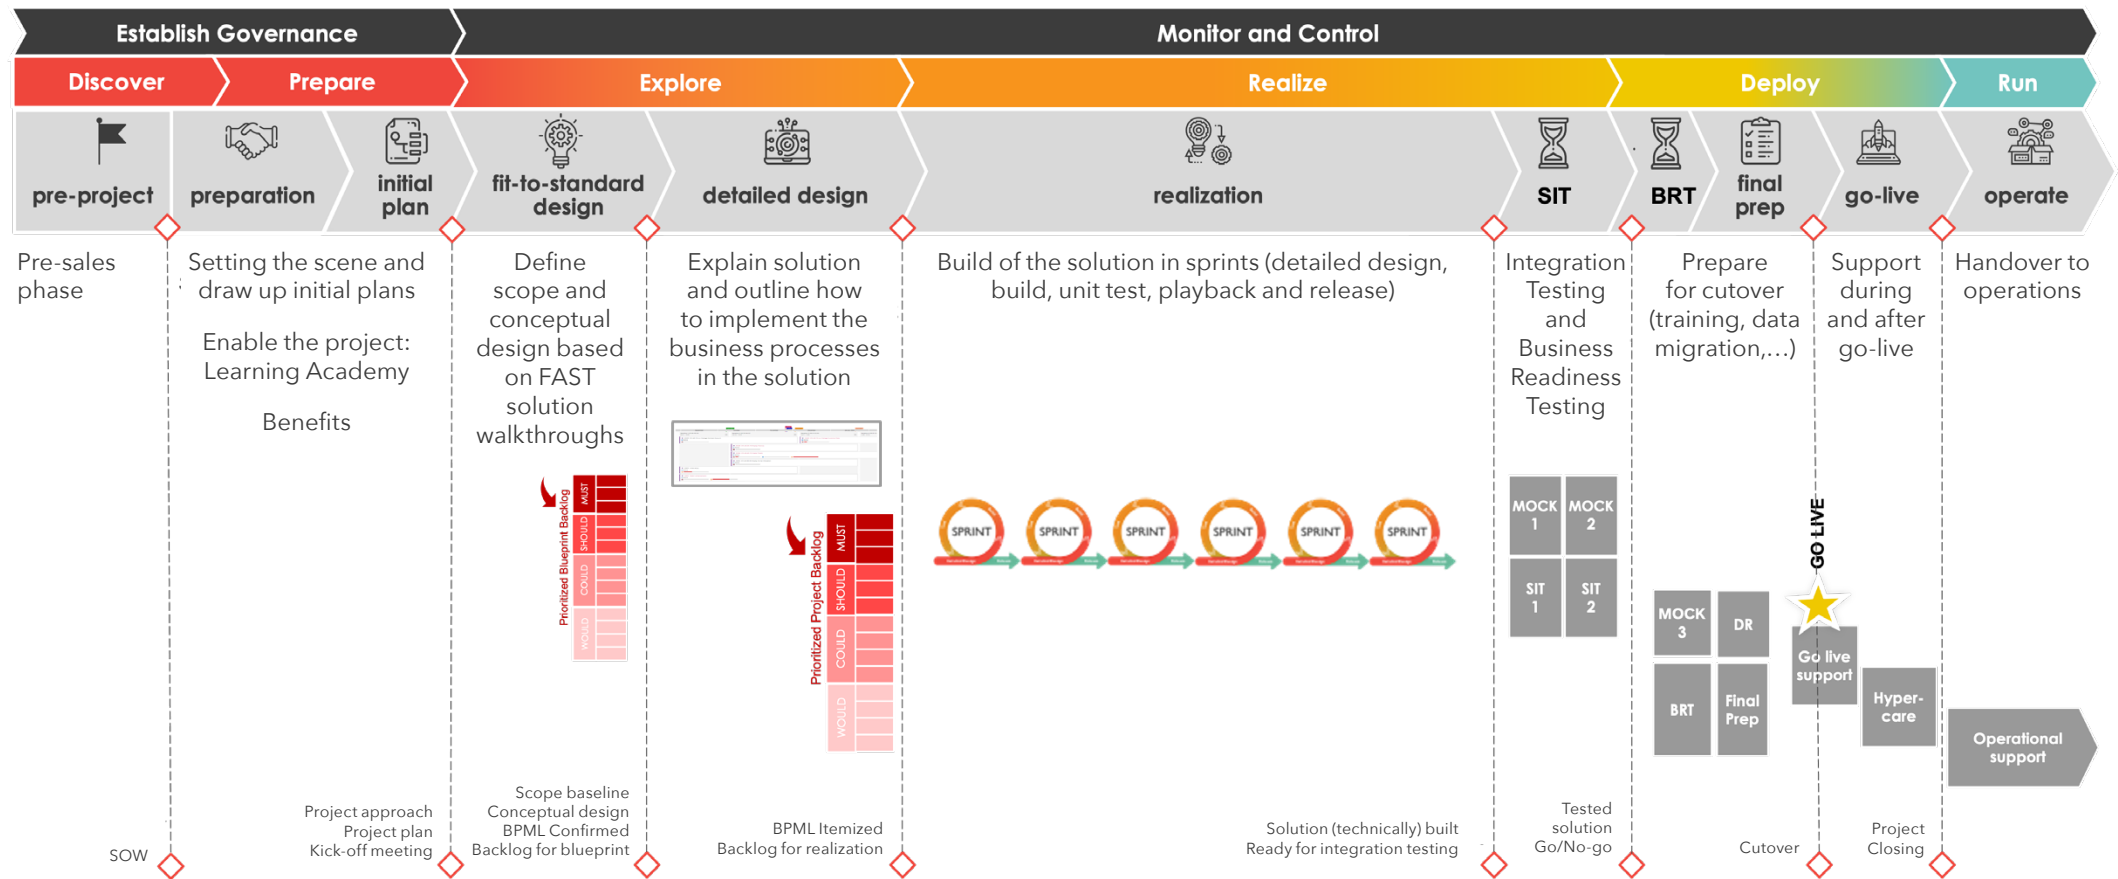 Establish Governance
Monitor and Control
Discover
Prepare
Explore
Realize
Deploy
Run
pre-project
preparation
initial
plan
fit-to-standard
design
detailed design
realization
SIT
BRT
final
prep
go-live
operate
Pre-sales
phase
Setting the scene and
draw up initial plans
Enable the project:
Learning Academy
Benefits
Define
scope and
conceptual
design based
on FAST
solution
walkthroughs
Explain solution
and outline how
to implement the
business processes
in the solution
Build of the solution in sprints (detailed design,
build, unit test, playback and release)
Integration
Testing
and
Business
Readiness
Testing
Prepare
for cutover
(training, data
migration,...)
Support
during
and after
go-live
Handover to
operations
Prioritized Blueprint Backlog
MUST
SHOULD
COULD
WOULD
Prioritized Project Backlog
MUST
SHOULD
COULD
WOULD
SPRINT
SPRINT
SPRINT
SPRINT
SPRINT
SPRINT
MOCK
1
MOCK
2
SIT
1
SIT
2
MOCK
3
DR
BRT
Final
Prep
GO LIVE
Go live
support
Hyper-
care
Operational
support
SOW
Project approach
Project plan
Kick-off meeting
Scope baseline
Conceptual design
BPML Confirmed
Backlog for blueprint
BPML Itemized
Backlog for realization
Solution (technically) built
Ready for integration testing
Tested
solution
Go/No-go
Cutover
Project
Closing